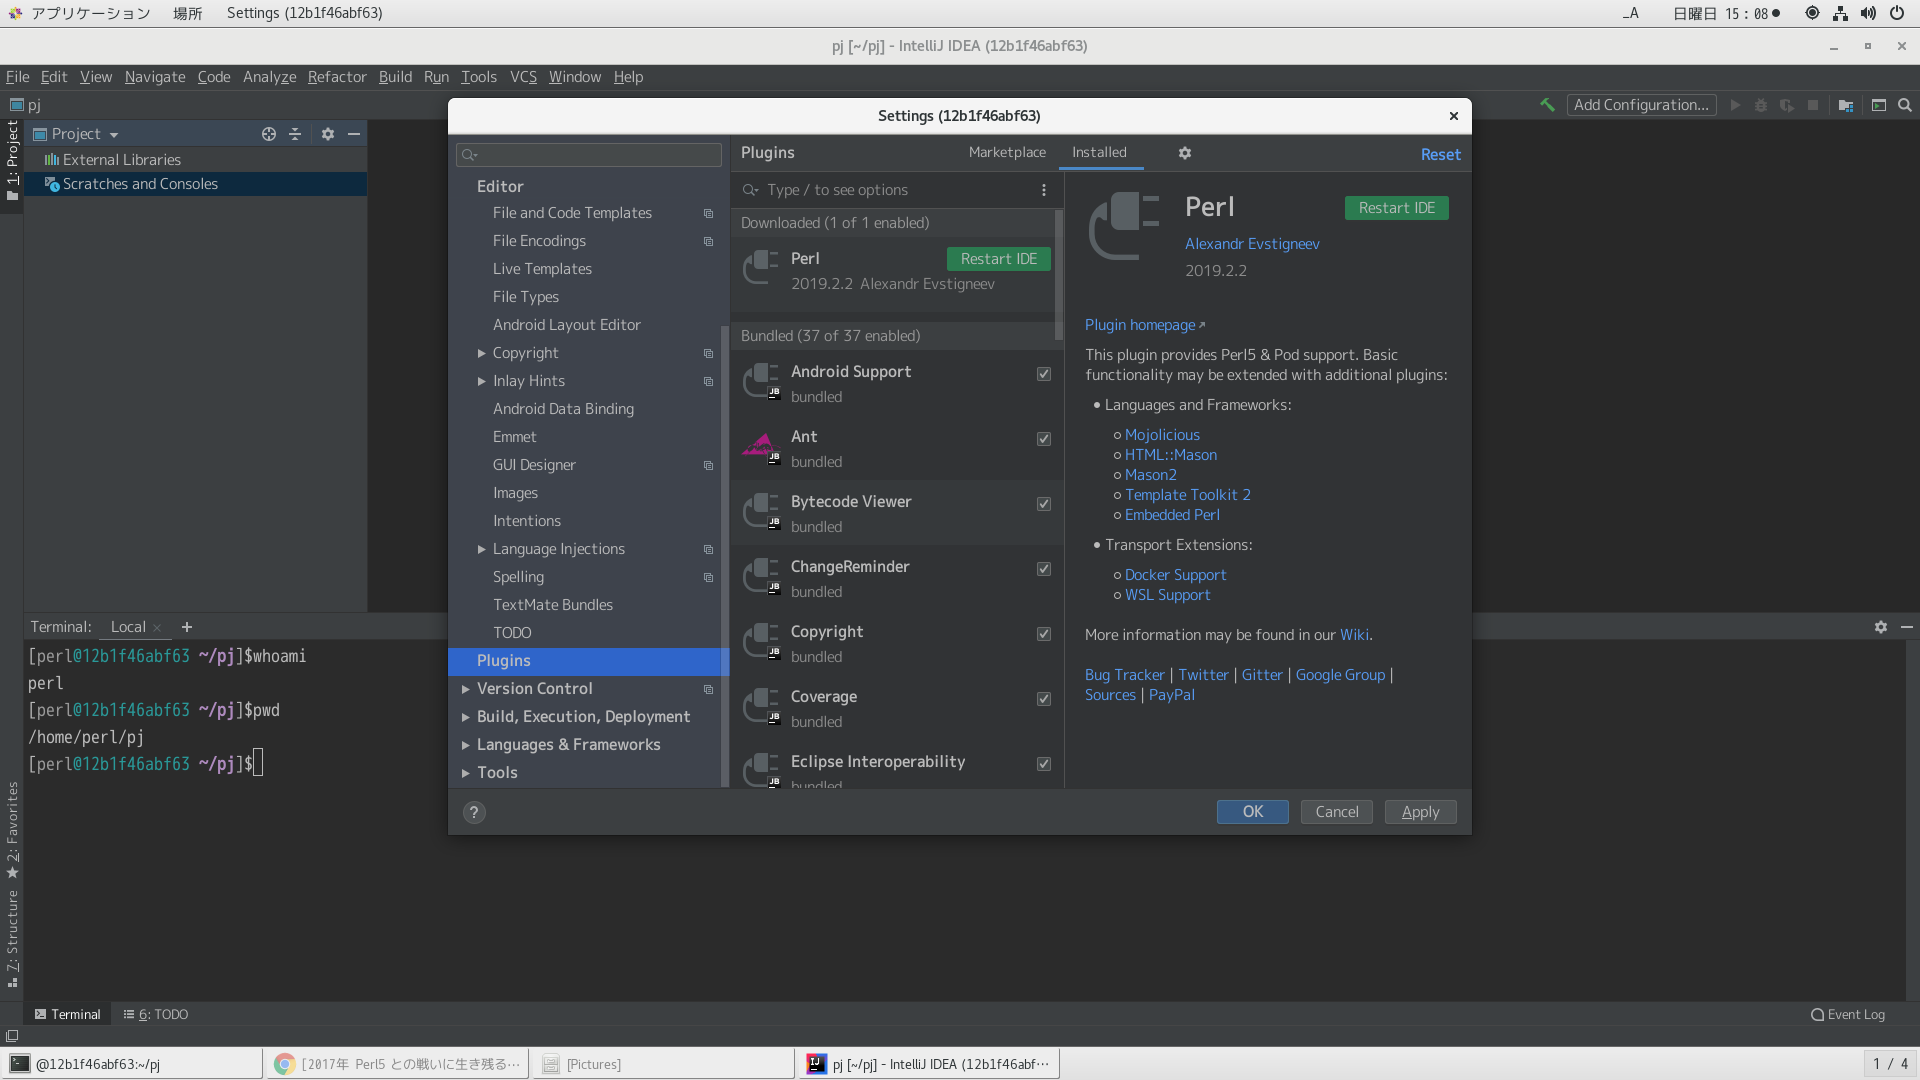 アプリケーション 場所 Settings (12b1f46abf63) _A 日曜日 15：08●
pj [~/pj] - IntelliJ IDEA (12b1f46abf63)
File Edit View Navigate Code Analyze Refactor Build Run Tools VCS Window Help
pj Add Configuration...
Settings (12b1f46abf63)
1: Project
Project
External Libraries
Scratches and Consoles
Editor
File and Code Templates
File Encodings
Live Templates
File Types
Android Layout Editor
Copyright
Inlay Hints
Android Data Binding
Emmet
GUI Designer
Images
Intentions
Language Injections
Spelling
TextMate Bundles
TODO
Plugins
Version Control
Build, Execution, Deployment
Languages & Frameworks
Tools
Plugins Marketplace Installed Reset
Type / to see options
Downloaded (1 of 1 enabled)
Perl Restart IDE
2019.2.2 Alexandr Evstigneev
Bundled (37 of 37 enabled)
Android Support
bundled
Ant
bundled
Bytecode Viewer
bundled
ChangeReminder
bundled
Copyright
bundled
Coverage
bundled
Eclipse Interoperability
bundled
Perl Restart IDE
Alexandr Evstigneev
2019.2.2
Plugin homepage
This plugin provides Perl5 & Pod support. Basic
functionality may be extended with additional plugins:
• Languages and Frameworks:
Mojolicious
HTML::Mason
Mason2
Template Toolkit 2
Embedded Perl
• Transport Extensions:
Docker Support
WSL Support
More information may be found in our Wiki.
Bug Tracker | Twitter | Gitter | Google Group |
Sources | PayPal
? OK Cancel Apply
Terminal: Local × +
[perl@12b1f46abf63 ~/pj]$whoami
perl
[perl@12b1f46abf63 ~/pj]$pwd
/home/perl/pj
[perl@12b1f46abf63 ~/pj]$
2: Favorites
7: Structure
Terminal 6: TODO Event Log
@12b1f46abf63:~/pj [2017年 Perl5 との戦いに生き残る… [Pictures] pj [~/pj] - IntelliJ IDEA (12b1f46abf… 1 / 4